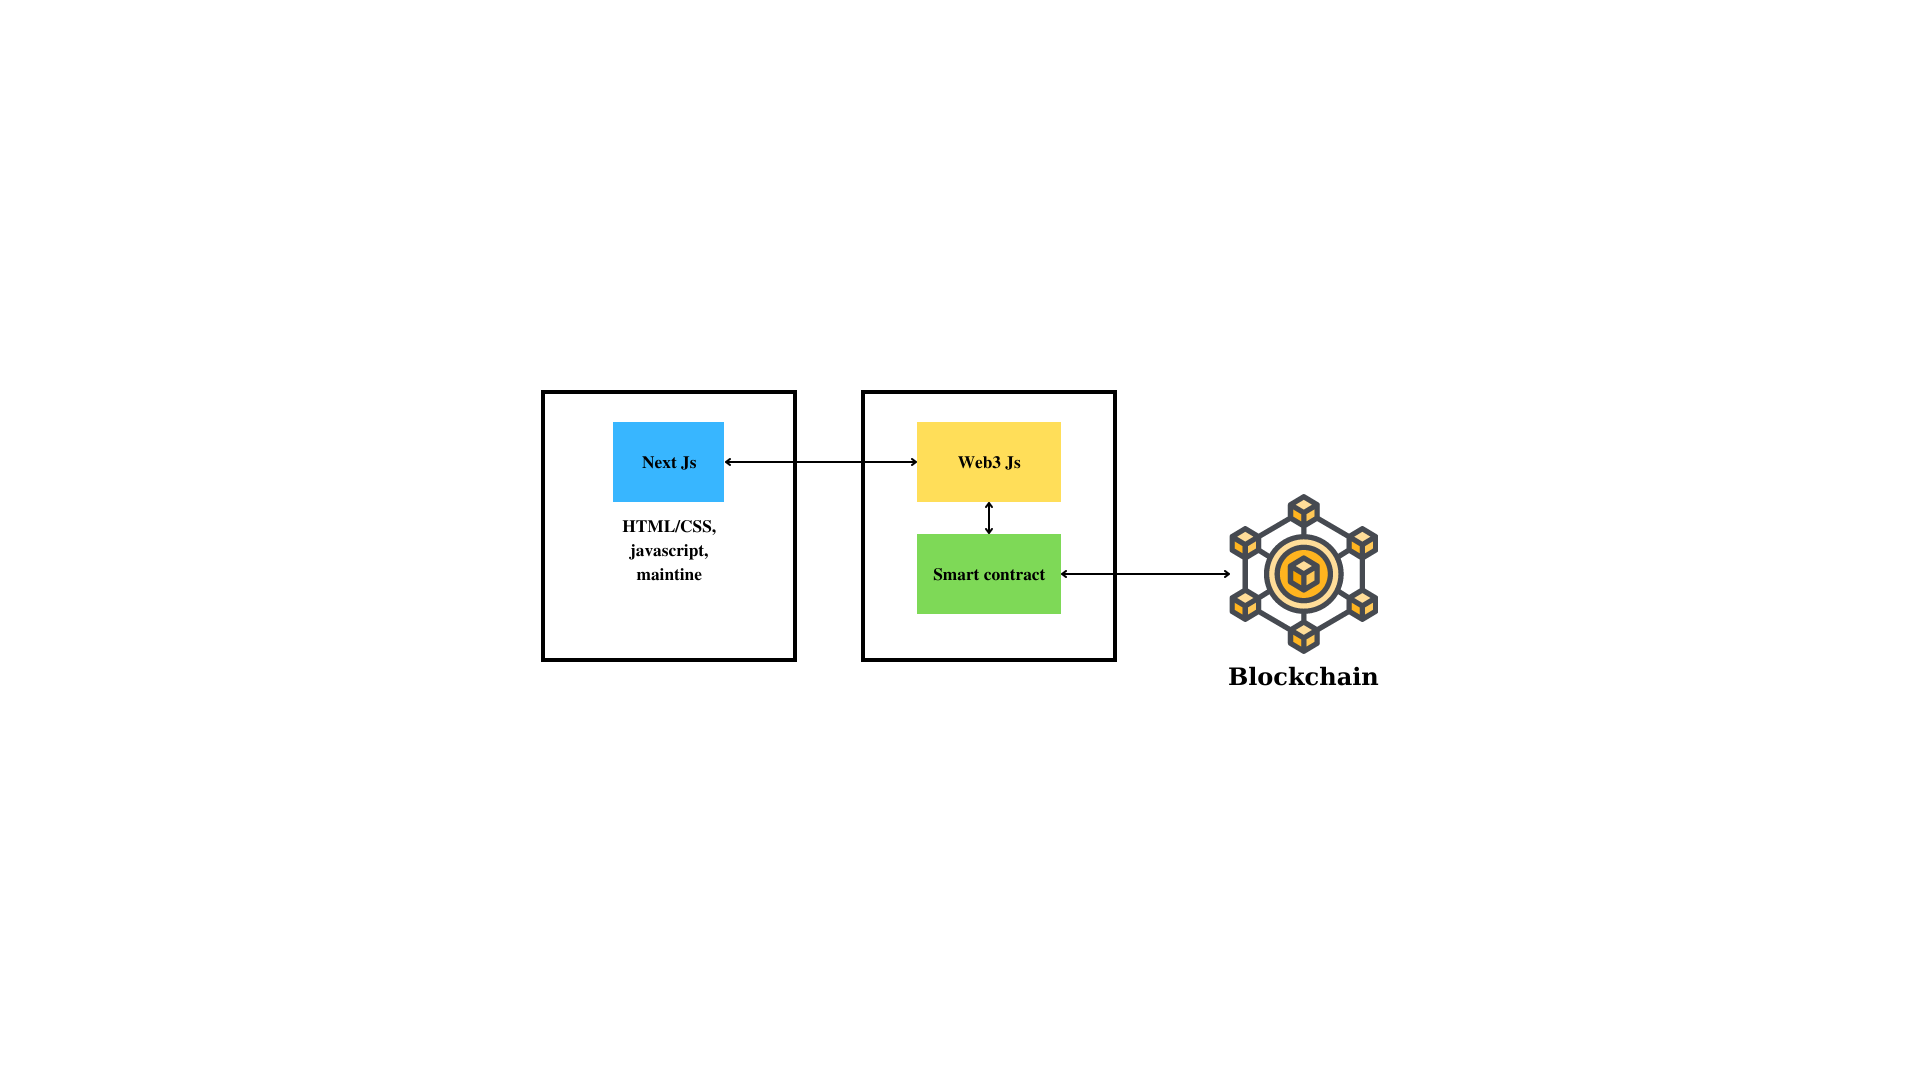 Next Js
HTML/CSS,
javascript,
maintine
Web3 Js
Smart contract
Blockchain